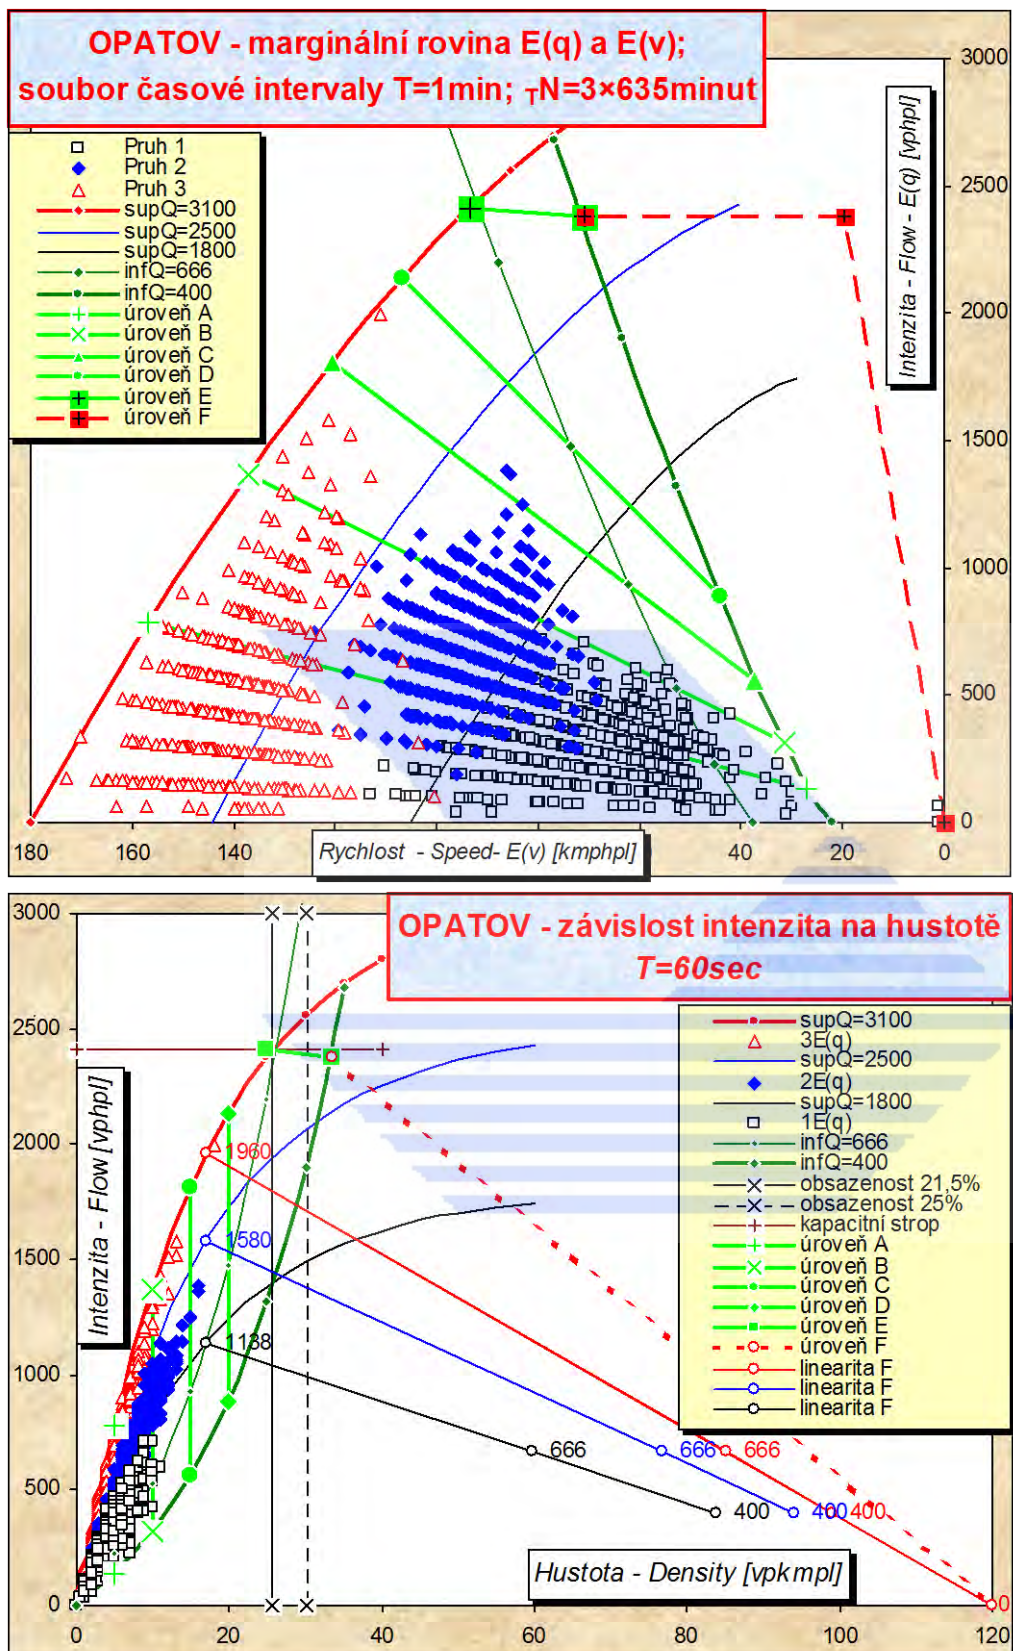 OPATOV - marginální rovina E(q) a E(v);
soubor časové intervaly T=1min; TN=3×635minut
Pruh 1
Pruh 2
Pruh 3
supQ=3100
supQ=2500
supQ=1800
infQ=666
infQ=400
úroveň A
úroveň B
úroveň C
úroveň D
úroveň E
úroveň F
Intenzita - Flow - E(q) [vphpl]
3000
2500
2000
1500
1000
500
0
180
160
140
40
20
0
Rychlost - Speed- E(v) [kmphpl]
OPATOV - závislost intenzita na hustotě
T=60sec
3000
2500
2000
1500
1000
500
0
Intenzita - Flow [vphpl]
supQ=3100
3E(q)
supQ=2500
2E(q)
supQ=1800
1E(q)
infQ=666
infQ=400
obsazenost 21,5%
obsazenost 25%
kapacitní strop
úroveň A
úroveň B
úroveň C
úroveň D
úroveň E
úroveň F
linearita F
linearita F
linearita F
1960
1580
1138
666
666
666
400
400
400
0
Hustota - Density [vpkmpl]
0
20
40
60
80
100
120